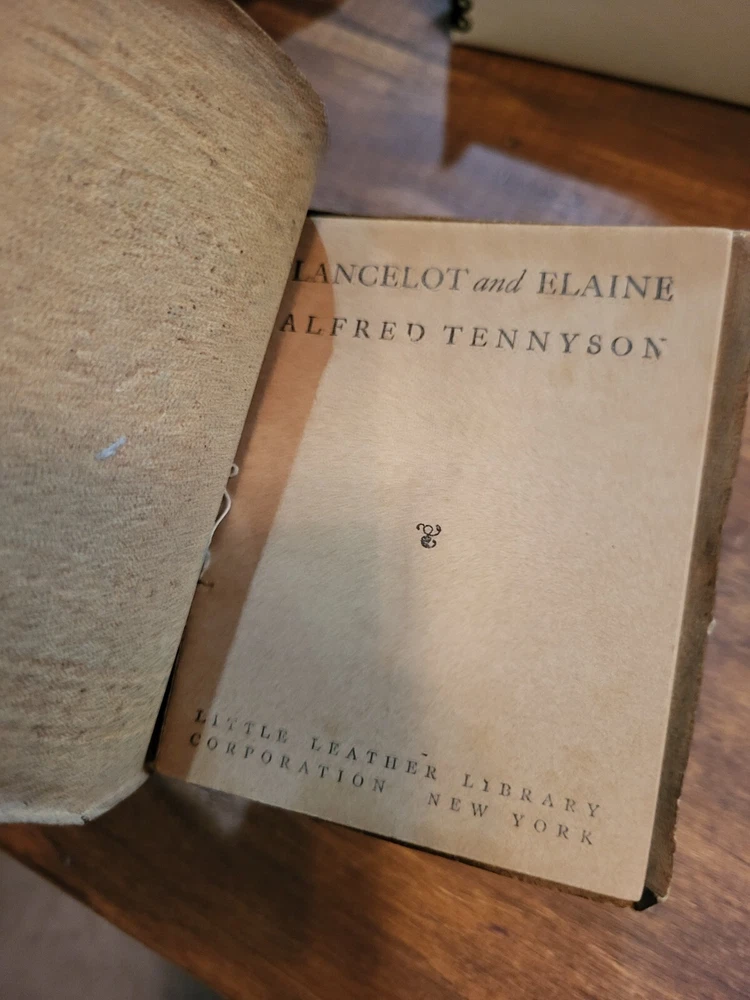 LANCELOT and ELAINE
ALFRED TENNYSON
LITTLE LEATHER LIBRARY
CORPORATION NEW YORK